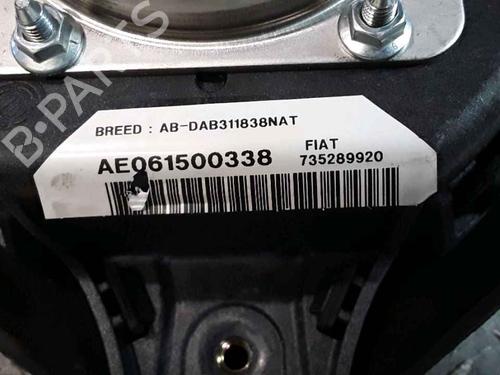 B-PARTS
BREED : AB-DAB311838NAT
AE061500338
FIAT
735289920